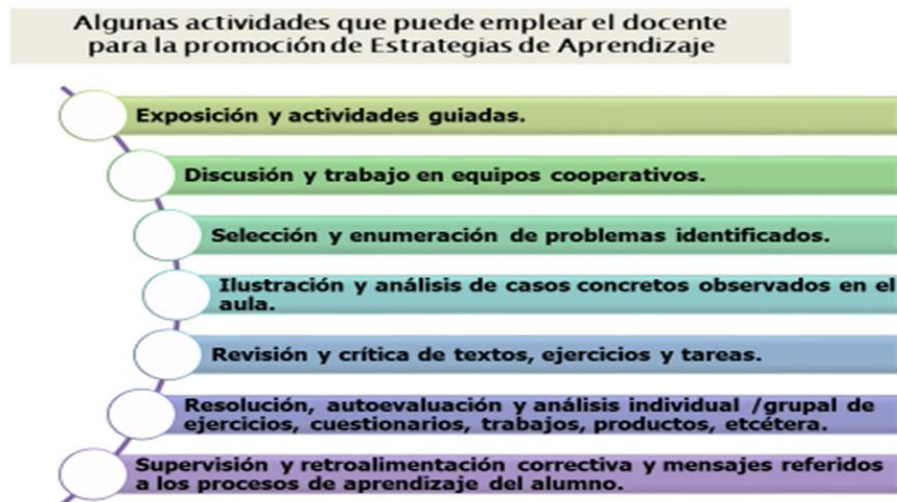 Algunas actividades que puede emplear el docente
para la promoción de Estrategias de Aprendizaje
Exposición y actividades guiadas.
Discusión y trabajo en equipos cooperativos.
Selección y enumeración de problemas identificados.
Ilustración y análisis de casos concretos observados en el
aula.
Revisión y crítica de textos, ejercicios y tareas.
Resolución, autoevaluación y análisis individual /grupal de
ejercicios, cuestionarios, trabajos, productos, etcétera.
Supervisión y retroalimentación correctiva y mensajes referidos
a los procesos de aprendizaje del alumno.